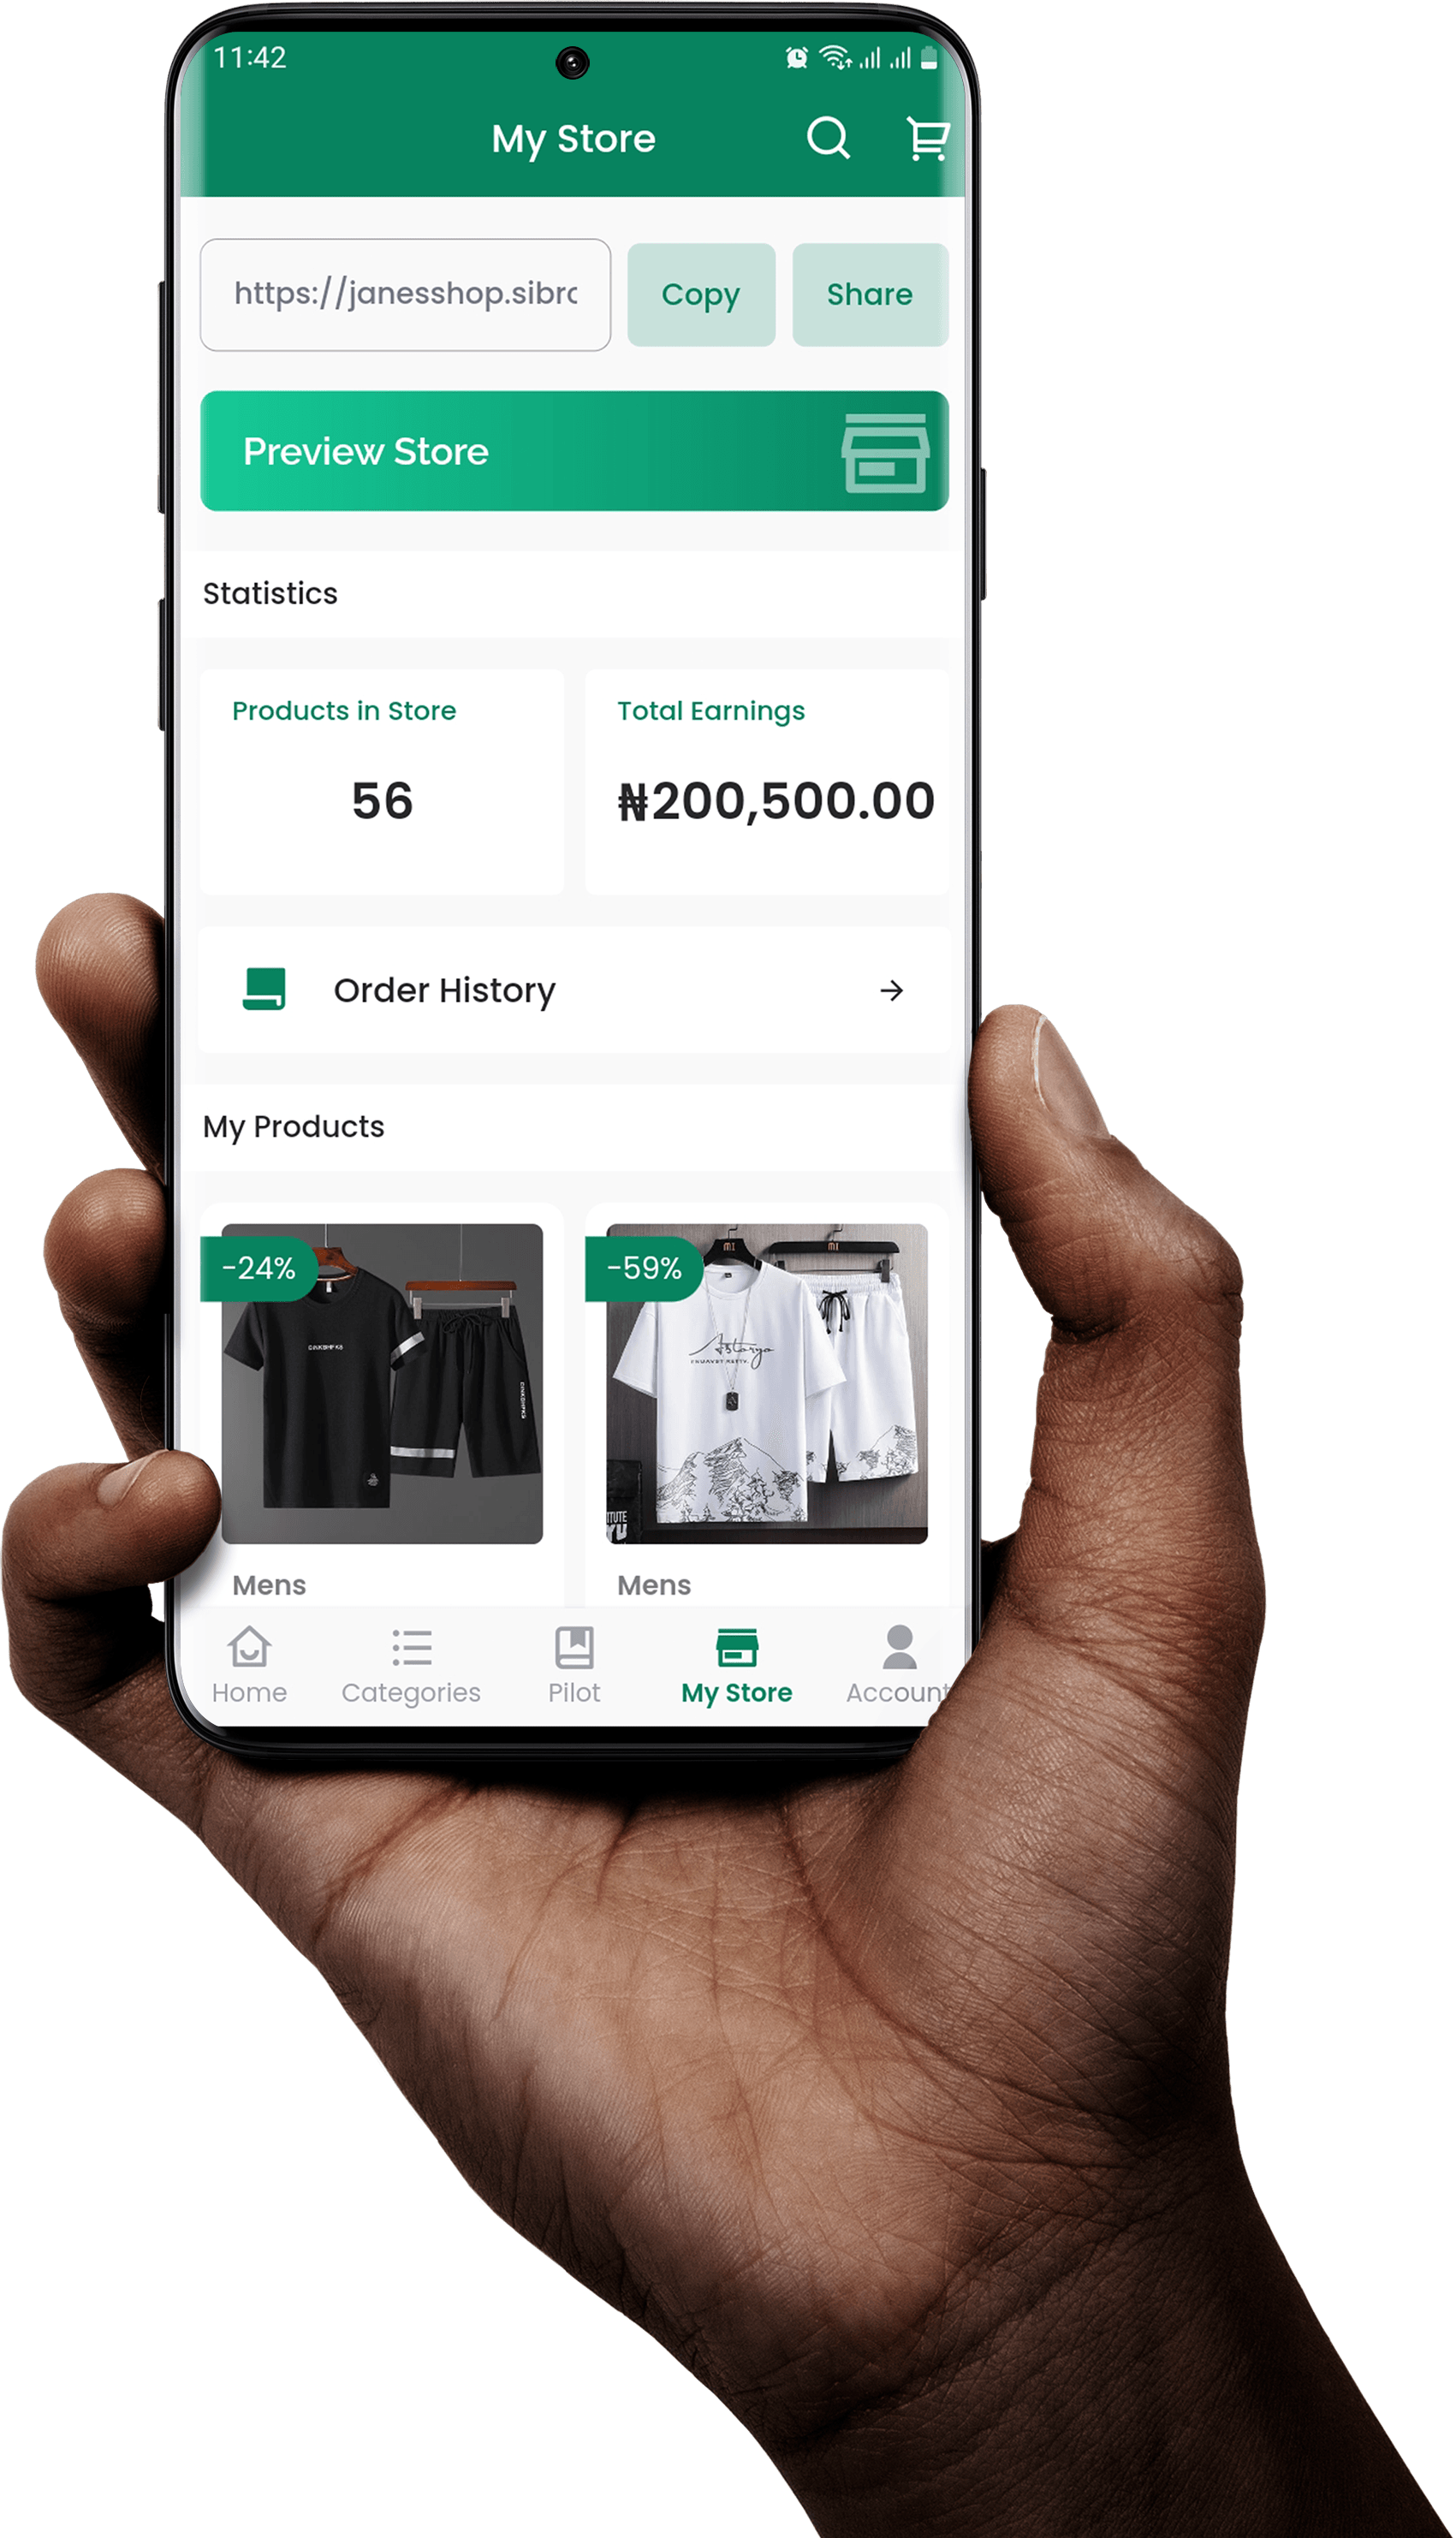 11:42
My Store
https://janesshop.sibro
Copy
Share
Preview Store
Statistics
Products in Store
Total Earnings
56
₦200,500.00
Order History
My Products
-24%
-59%
Mens
Mens
Home
Categories
Pilot
My Store
Account